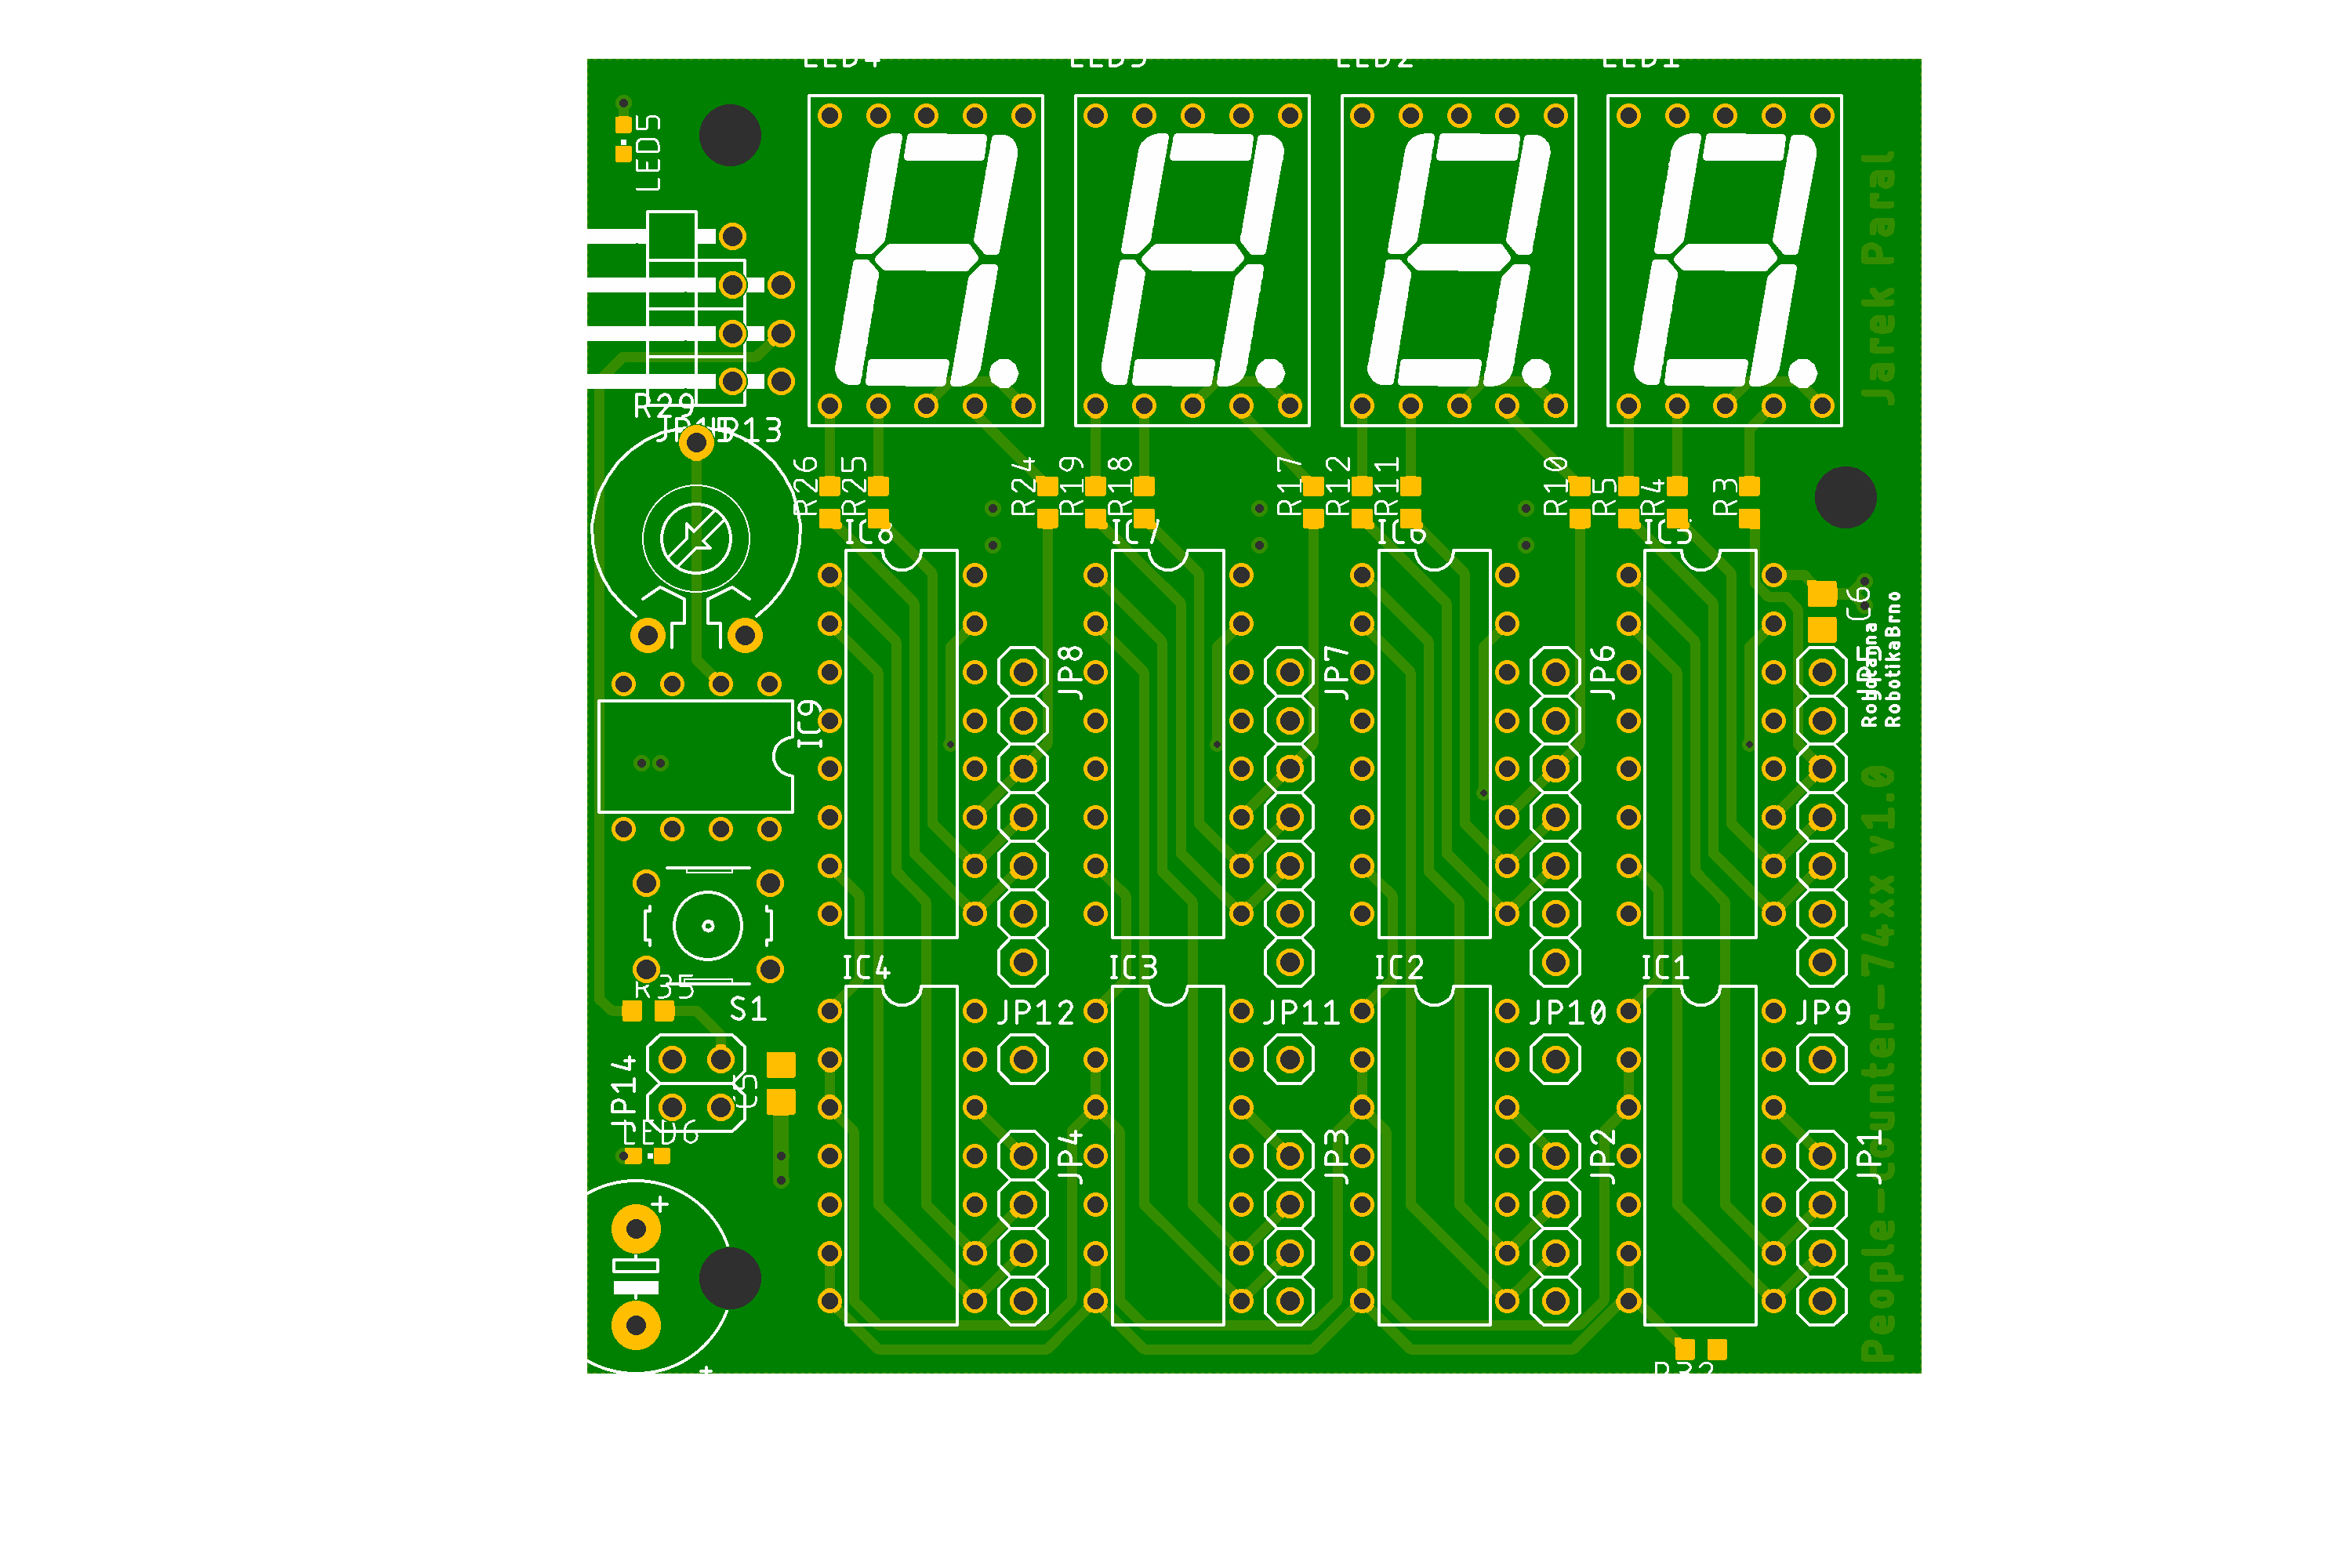 LED4
LED3
LED2
LED1
LED5
Jarek Paral
R29
JP13
R26
R25
R24
R19
R18
R17
R12
R11
R10
R5
R4
R3
IC8
IC7
IC6
IC5
C6
Robotárna
RobotikaBrno
JP8
JP7
JP6
JP5
IC9
People-counter-74xx v1.0
IC4
IC3
IC2
IC1
R35
S1
JP12
JP11
JP10
JP9
JP14
C5
LED6
JP4
JP3
JP2
JP1
+
+
R32